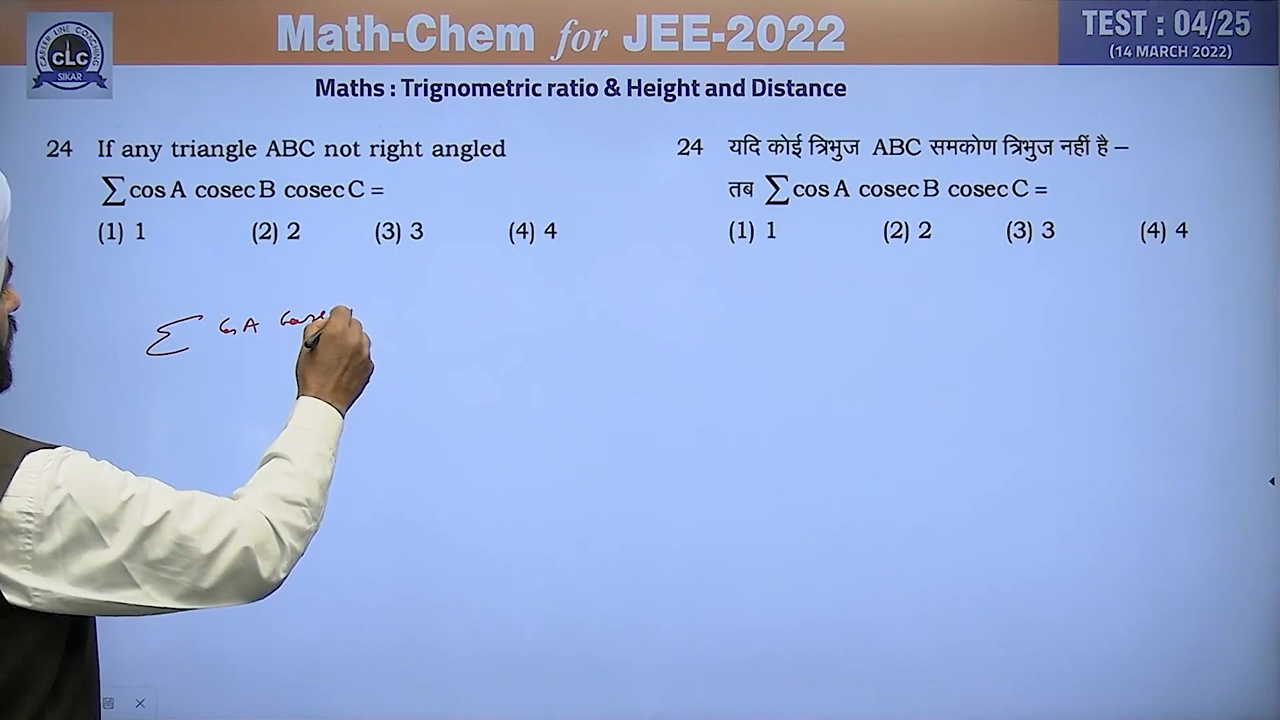 CAREER LINE COACHING
CLC
SIKAR
Math-Chem for JEE-2022
TEST : 04/25
(14 MARCH 2022)
Maths : Trignometric ratio & Height and Distance
24 If any triangle ABC not right angled
∑ cos A cosec B cosec C =
(1) 1 (2) 2 (3) 3 (4) 4
24 यदि कोई त्रिभुज ABC समकोण त्रिभुज नहीं है –
तब ∑ cos A cosec B cosec C =
(1) 1 (2) 2 (3) 3 (4) 4
∑ cos A cose